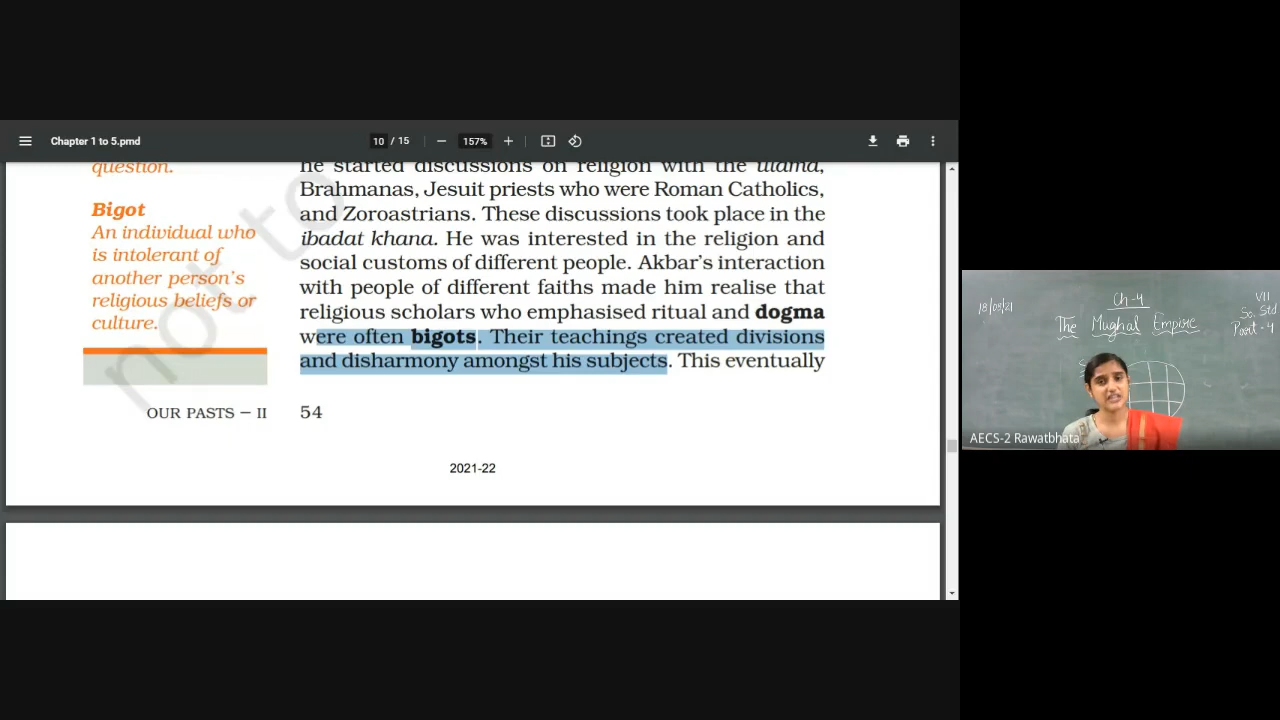 Chapter 1 to 5.pmd
10 / 15
157%
question.
Bigot
An individual who
is intolerant of
another person's
religious beliefs or
culture.
he started discussions on religion with the ulama,
Brahmanas, Jesuit priests who were Roman Catholics,
and Zoroastrians. These discussions took place in the
ibadat khana. He was interested in the religion and
social customs of different people. Akbar's interaction
with people of different faiths made him realise that
religious scholars who emphasised ritual and dogma
were often bigots. Their teachings created divisions
and disharmony amongst his subjects. This eventually
not to
OUR PASTS – II
54
2021-22
18/08/21
Ch-4
The Mughal Empire
VII
So. Std
Part - 4
AECS-2 Rawatbhata